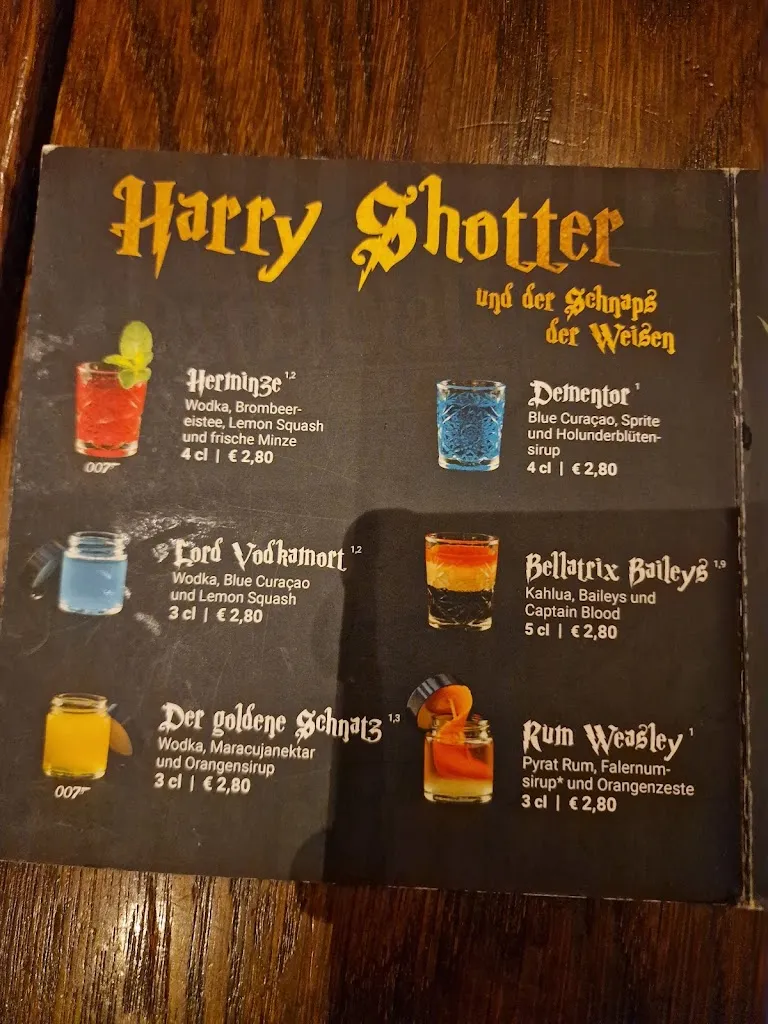 Harry Shotter
und der Schnaps
der Weisen
Herminze 1,2
Wodka, Brombeer-
eistee, Lemon Squash
und frische Minze
4 cl | € 2,80
007
Dementor 1
Blue Curaçao, Sprite
und Holunderblüten-
sirup
4 cl | € 2,80
Lord Vodkamort 1,2
Wodka, Blue Curaçao
und Lemon Squash
3 cl | € 2,80
Bellatrix Baileys 1,9
Kahlua, Baileys und
Captain Blood
5 cl | € 2,80
Der goldene Schnatz 1,3
Wodka, Maracujanektar
und Orangensirup
3 cl | € 2,80
007
Rum Weasley 1
Pyrat Rum, Falernum-
sirup* und Orangenzeste
3 cl | € 2,80